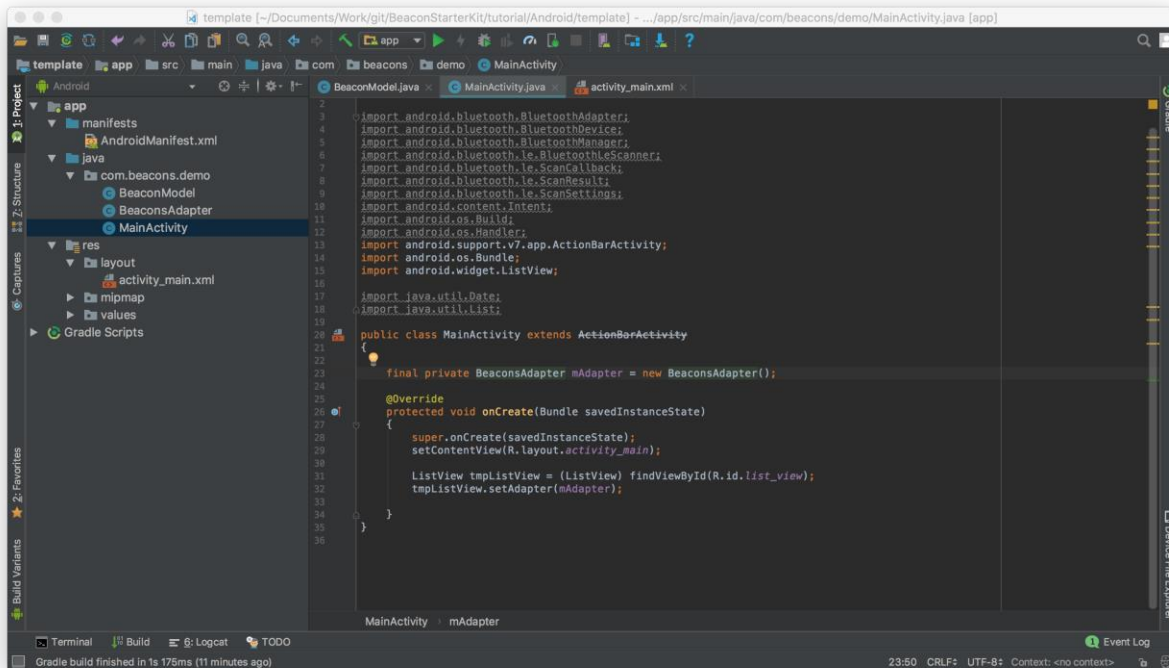 template [~/Documents/Work/git/BeaconStarterKit/tutorial/Android/template] - .../app/src/main/java/com/beacons/demo/MainActivity.java [app]
app
template app src main java com beacons demo MainActivity
1: Project
Z: Structure
Captures
2: Favorites
Build Variants
Android
app
manifests
AndroidManifest.xml
java
com.beacons.demo
BeaconModel
BeaconsAdapter
MainActivity
res
layout
activity_main.xml
mipmap
values
Gradle Scripts
BeaconModel.java MainActivity.java activity_main.xml
2
3 import android.bluetooth.BluetoothAdapter;
4 import android.bluetooth.BluetoothDevice;
5 import android.bluetooth.BluetoothManager;
6 import android.bluetooth.le.BluetoothLeScanner;
7 import android.bluetooth.le.ScanCallback;
8 import android.bluetooth.le.ScanResult;
9 import android.bluetooth.le.ScanSettings;
10 import android.content.Intent;
11 import android.os.Build;
12 import android.os.Handler;
13 import android.support.v7.app.ActionBarActivity;
14 import android.os.Bundle;
15 import android.widget.ListView;
16
17 import java.util.Date;
18 import java.util.List;
19
20 public class MainActivity extends ActionBarActivity
21 {
22
23 final private BeaconsAdapter mAdapter = new BeaconsAdapter();
24
25 @Override
26 protected void onCreate(Bundle savedInstanceState)
27 {
28 super.onCreate(savedInstanceState);
29 setContentView(R.layout.activity_main);
30
31 ListView tmpListView = (ListView) findViewById(R.id.list_view);
32 tmpListView.setAdapter(mAdapter);
33
34 }
35 }
36
MainActivity › mAdapter
Terminal Build 6: Logcat TODO 1 Event Log
Gradle build finished in 1s 175ms (11 minutes ago) 23:50 CRLF UTF-8 Context: <no context>